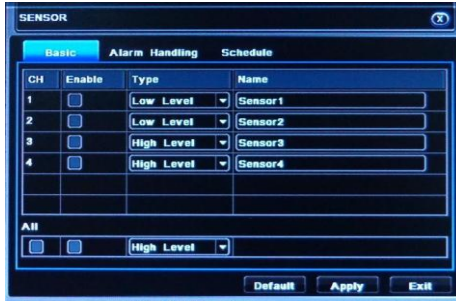 SENSOR X
Basic Alarm Handling Schedule
CH Enable Type Name
1 Low Level Sensor1
2 Low Level Sensor2
3 High Level Sensor3
4 High Level Sensor4
All
High Level
Default Apply Exit